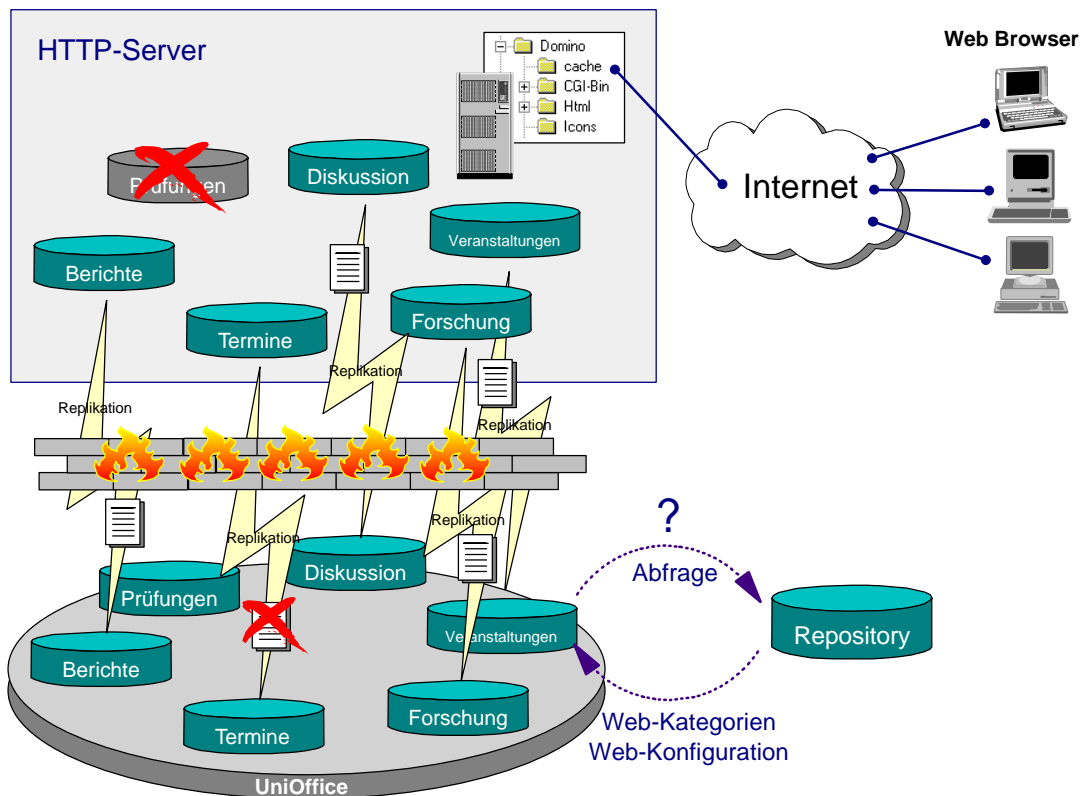 HTTP-Server
Domino
cache
CGI-Bin
Html
Icons
Web Browser
Internet
Prüfungen
Diskussion
Veranstaltungen
Berichte
Termine
Forschung
Replikation
Replikation
Replikation
Replikation
Replikation
Prüfungen
Diskussion
Veranstaltungen
Berichte
Termine
Forschung
UniOffice
?
Abfrage
Repository
Web-Kategorien
Web-Konfiguration